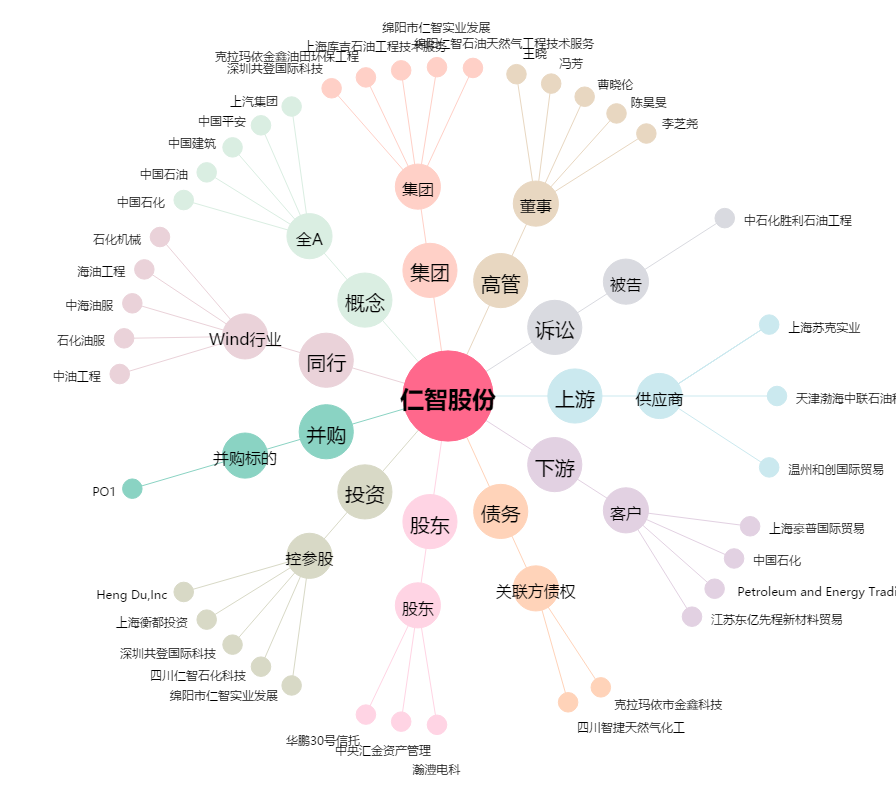 绵阳市仁智实业发展
绵阳仁智石油天然气工程技术服务
上海库吉石油工程技术服务
克拉玛依金鑫油田环保工程
深圳共登国际科技
王晓
冯芳
曹晓伦
陈昊旻
李芝尧
上汽集团
中国平安
中国建筑
中国石油
中国石化
集团
董事
全A
石化机械
海油工程
中海油服
石化油服
中油工程
中石化胜利石油工程
集团
高管
被告
概念
诉讼
Wind行业
同行
上海苏克实业
仁智股份
上游
供应商
天津渤海中联石油
并购
并购标的
PO1
下游
温州和创国际贸易
投资
股东
债务
客户
上海豪普国际贸易
中国石化
Petroleum and Energy Tradi
江苏东亿先程新材料贸易
控参股
Heng Du,Inc
上海衡都投资
深圳共登国际科技
四川仁智石化科技
绵阳市仁智实业发展
股东
关联方债权
克拉玛依市金鑫科技
四川智捷天然气化工
华鹏30号信托
中央汇金资产管理
瀚澧电科